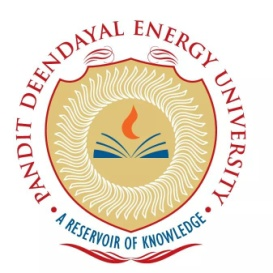 PANDIT DEENDAYAL ENERGY UNIVERSITY
A RESERVOIR OF KNOWLEDGE